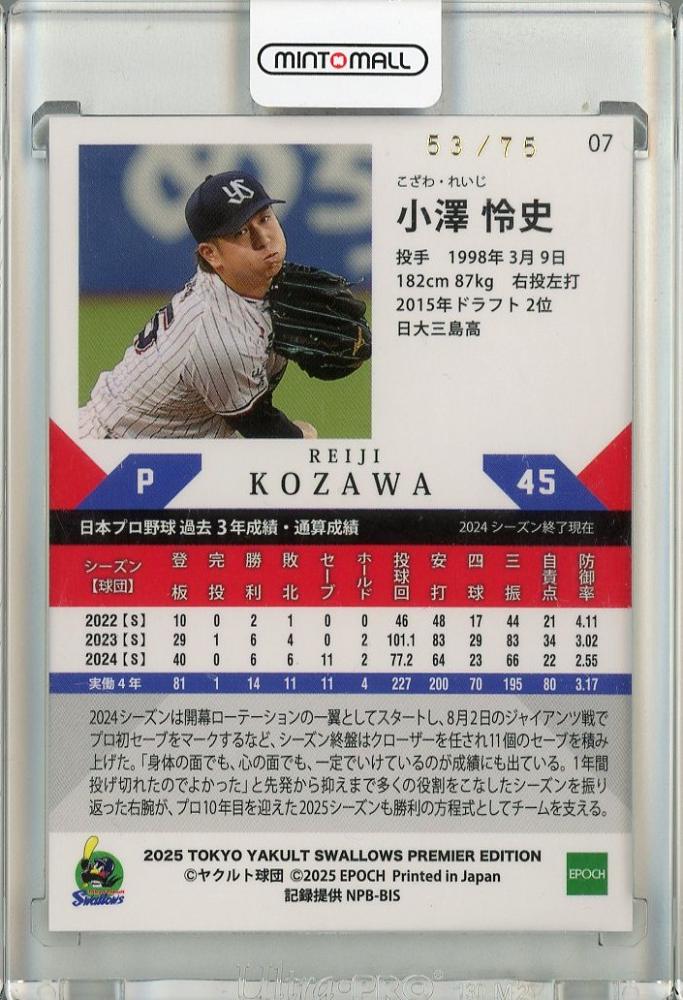 MINTOMALL
53/75
07
こざわ・れいじ
小澤 怜史
投手 1998年 3月 9日
182cm 87kg 右投左打
2015年ドラフト 2位
日大三島高
REIJI
KOZAWA
P
45
日本プロ野球 過去 3年成績・通算成績
2024 シーズン終了現在
シーズン【球団】 登板 完投 勝利 敗北 セーブ ホールド 投球回 安打 四球 三振 自責点 防御率
2022【S】 10 0 2 1 0 0 46 48 17 44 21 4.11
2023【S】 29 1 6 4 0 2 101.1 83 29 83 34 3.02
2024【S】 40 0 6 6 11 2 77.2 64 23 66 22 2.55
実働 4 年 81 1 14 11 11 4 227 200 70 195 80 3.17
2024シーズンは開幕ローテーションの一翼としてスタートし、8月2日のジャイアンツ戦で
プロ初セーブをマークするなど、シーズン終盤はクローザーを任され11個のセーブを積み
上げた。「身体の面でも、心の面でも、一定でいけているのが成績にも出ている。1年間
投げ切れたのでよかった」と先発から抑えまで多くの役割をこなしたシーズンを振り
返った右腕が、プロ10年目を迎えた2025シーズンも勝利の方程式としてチームを支える。
2025 TOKYO YAKULT SWALLOWS PREMIER EDITION
©ヤクルト球団 ©2025 EPOCH Printed in Japan
記録提供 NPB-BIS
Swallows
EPOCH
Ultra-PRO